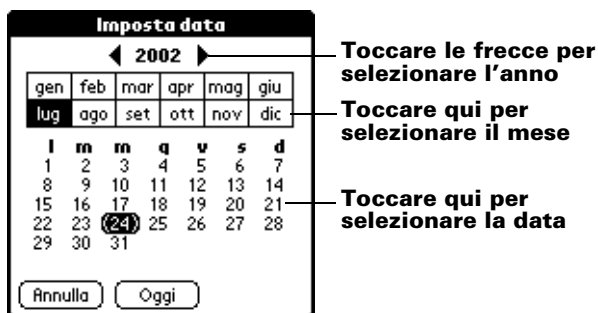 Imposta data
2002
gen feb mar apr mag giu
lug ago set ott nov dic
l m m q v s d
1 2 3 4 5 6 7
8 9 10 11 12 13 14
15 16 17 18 19 20 21
22 23 24 25 26 27 28
29 30 31
Annulla Oggi
Toccare le frecce per
selezionare l'anno
Toccare qui per
selezionare il mese
Toccare qui per
selezionare la data